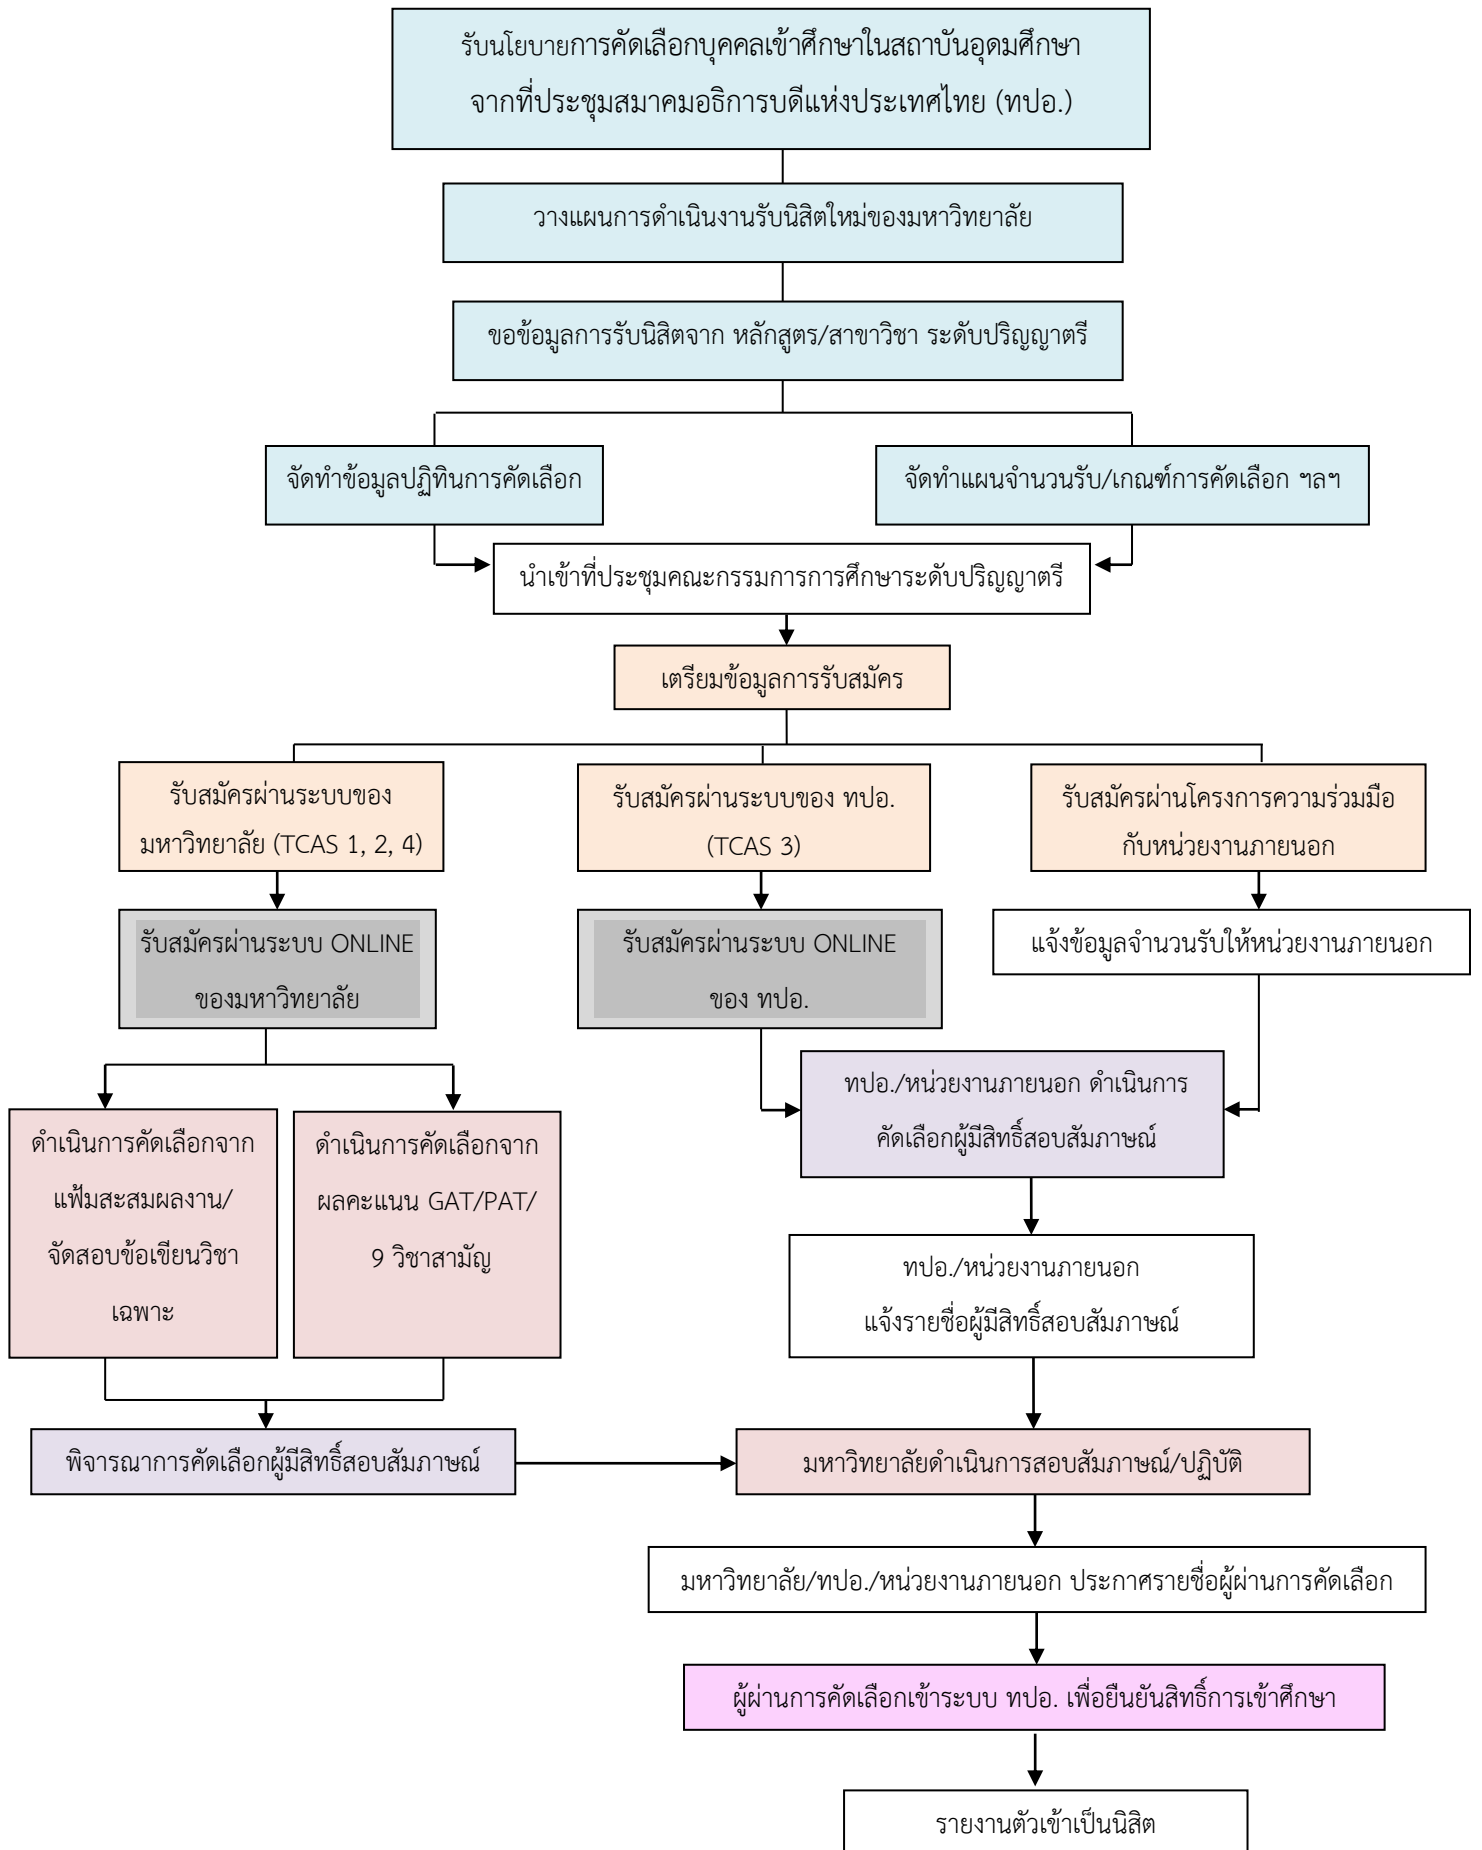 รับนโยบายการคัดเลือกบุคคลเข้าศึกษาในสถาบันอุดมศึกษา
จากที่ประชุมสมาคมอธิการบดีแห่งประเทศไทย (ทปอ.)
วางแผนการดำเนินงานรับนิสิตใหม่ของมหาวิทยาลัย
ขอข้อมูลการรับนิสิตจาก หลักสูตร/สาขาวิชา ระดับปริญญาตรี
จัดทำข้อมูลปฏิทินการคัดเลือก
จัดทำแผนจำนวนรับ/เกณฑ์การคัดเลือก ฯลฯ
นำเข้าที่ประชุมคณะกรรมการการศึกษาระดับปริญญาตรี
เตรียมข้อมูลการรับสมัคร
รับสมัครผ่านระบบของ
มหาวิทยาลัย (TCAS 1, 2, 4)
รับสมัครผ่านระบบของ ทปอ.
(TCAS 3)
รับสมัครผ่านโครงการความร่วมมือ
กับหน่วยงานภายนอก
รับสมัครผ่านระบบ ONLINE
ของมหาวิทยาลัย
รับสมัครผ่านระบบ ONLINE
ของ ทปอ.
แจ้งข้อมูลจำนวนรับให้หน่วยงานภายนอก
ดำเนินการคัดเลือกจาก
แฟ้มสะสมผลงาน/
จัดสอบข้อเขียนวิชา
เฉพาะ
ดำเนินการคัดเลือกจาก
ผลคะแนน GAT/PAT/
9 วิชาสามัญ
ทปอ./หน่วยงานภายนอก ดำเนินการ
คัดเลือกผู้มีสิทธิ์สอบสัมภาษณ์
ทปอ./หน่วยงานภายนอก
แจ้งรายชื่อผู้มีสิทธิ์สอบสัมภาษณ์
พิจารณาการคัดเลือกผู้มีสิทธิ์สอบสัมภาษณ์
มหาวิทยาลัยดำเนินการสอบสัมภาษณ์/ปฏิบัติ
มหาวิทยาลัย/ทปอ./หน่วยงานภายนอก ประกาศรายชื่อผู้ผ่านการคัดเลือก
ผู้ผ่านการคัดเลือกเข้าระบบ ทปอ. เพื่อยืนยันสิทธิ์การเข้าศึกษา
รายงานตัวเข้าเป็นนิสิต